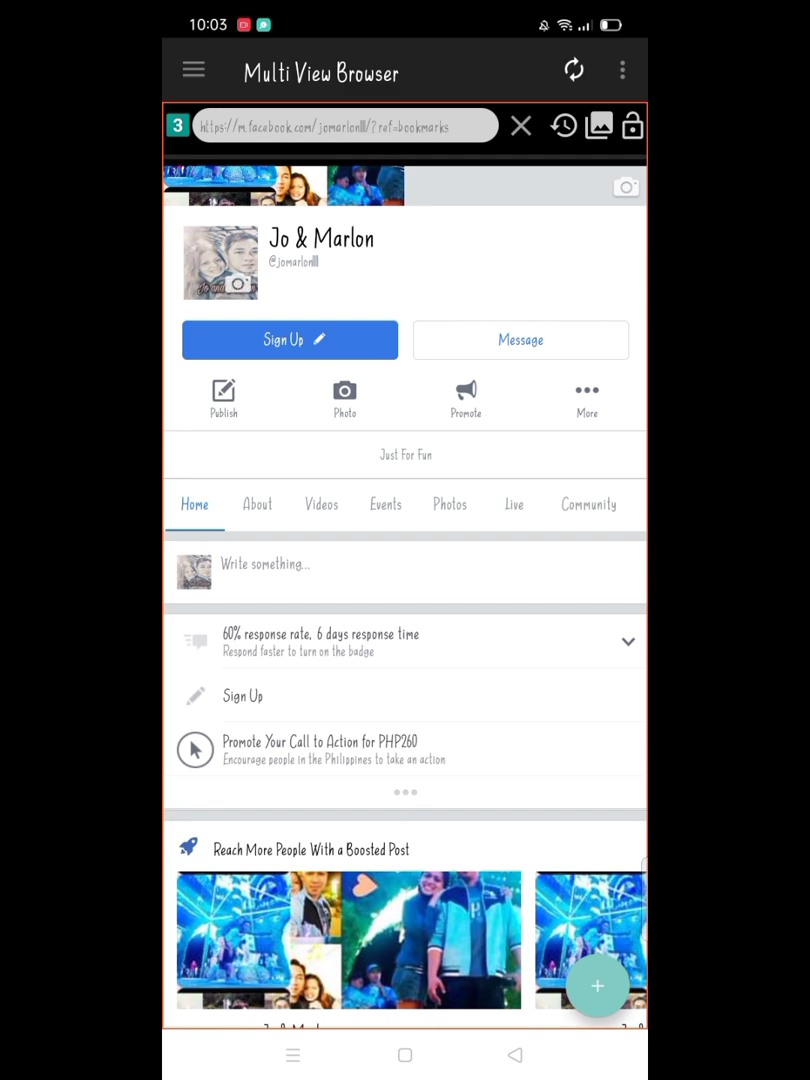 10:03
Multi View Browser
3
https://m.facebook.com/jomarlonlll/?ref=bookmarks
Jo & Marlon
@jomarlonlll
Sign Up
Message
Publish
Photo
Promote
More
Just For Fun
Home
About
Videos
Events
Photos
Live
Community
Write something...
60% response rate, 6 days response time
Respond faster to turn on the badge
Sign Up
Promote Your Call to Action for PHP260
Encourage people in the Philippines to take an action
Reach More People With a Boosted Post